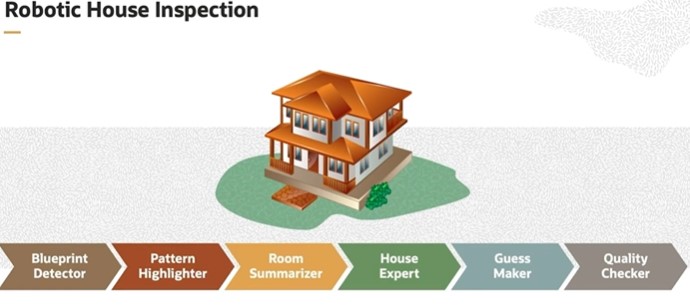 Robotic House Inspection
Blueprint
Detector
Pattern
Highlighter
Room
Summarizer
House
Expert
Guess
Maker
Quality
Checker